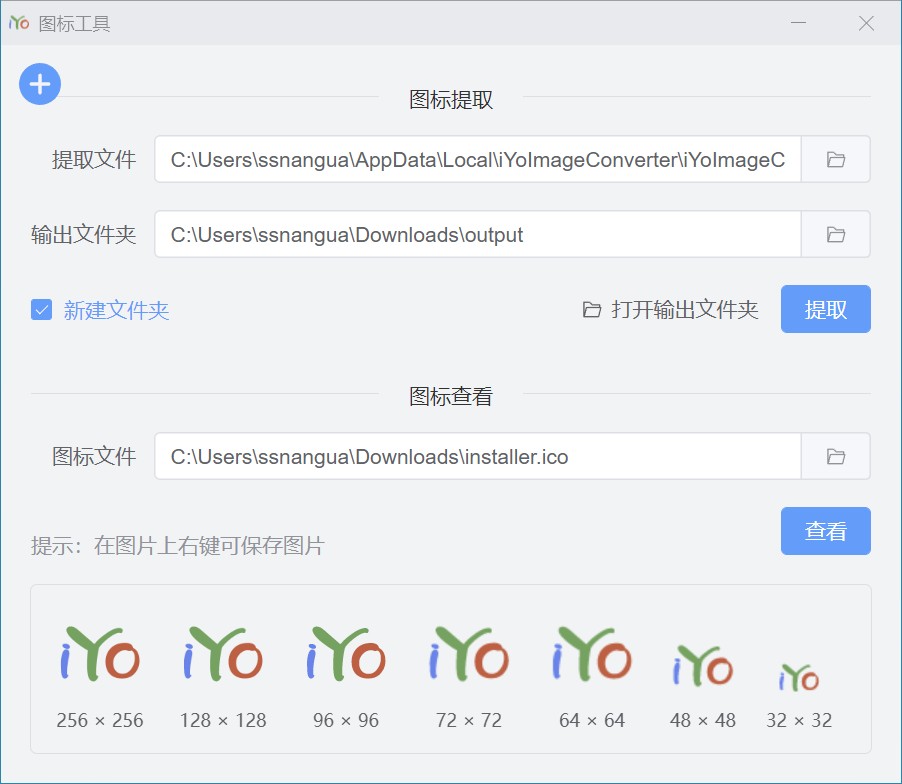 iYo 图标工具
图标提取
提取文件 C:\Users\ssnangua\AppData\Local\iYoImageConverter\iYoImageC
输出文件夹 C:\Users\ssnangua\Downloads\output
新建文件夹 打开输出文件夹 提取
图标查看
图标文件 C:\Users\ssnangua\Downloads\installer.ico
查看
提示：在图片上右键可保存图片
iYo iYo iYo iYo iYo iYo iYo
256 × 256 128 × 128 96 × 96 72 × 72 64 × 64 48 × 48 32 × 32